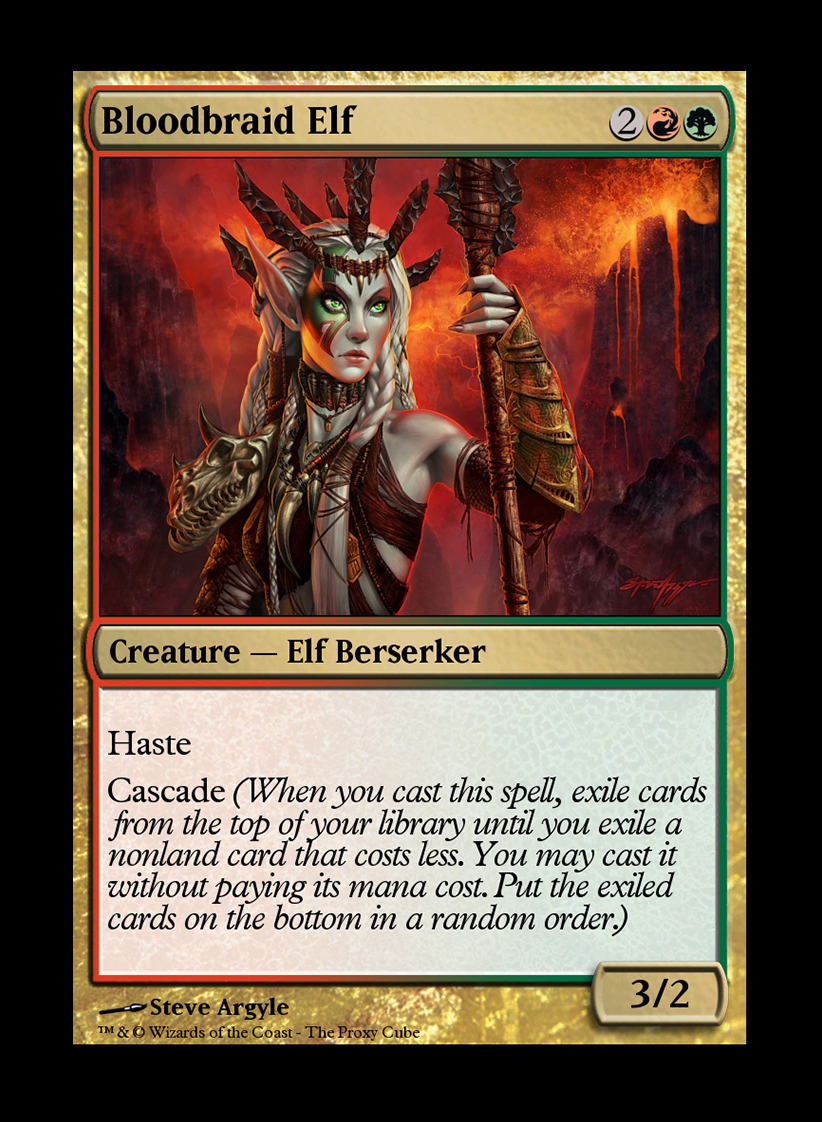 Bloodbraid Elf 2
Creature — Elf Berserker
Haste
Cascade (When you cast this spell, exile cards
from the top of your library until you exile a
nonland card that costs less. You may cast it
without paying its mana cost. Put the exiled
cards on the bottom in a random order.)
3/2
Steve Argyle
™ & © Wizards of the Coast - The Proxy Cube